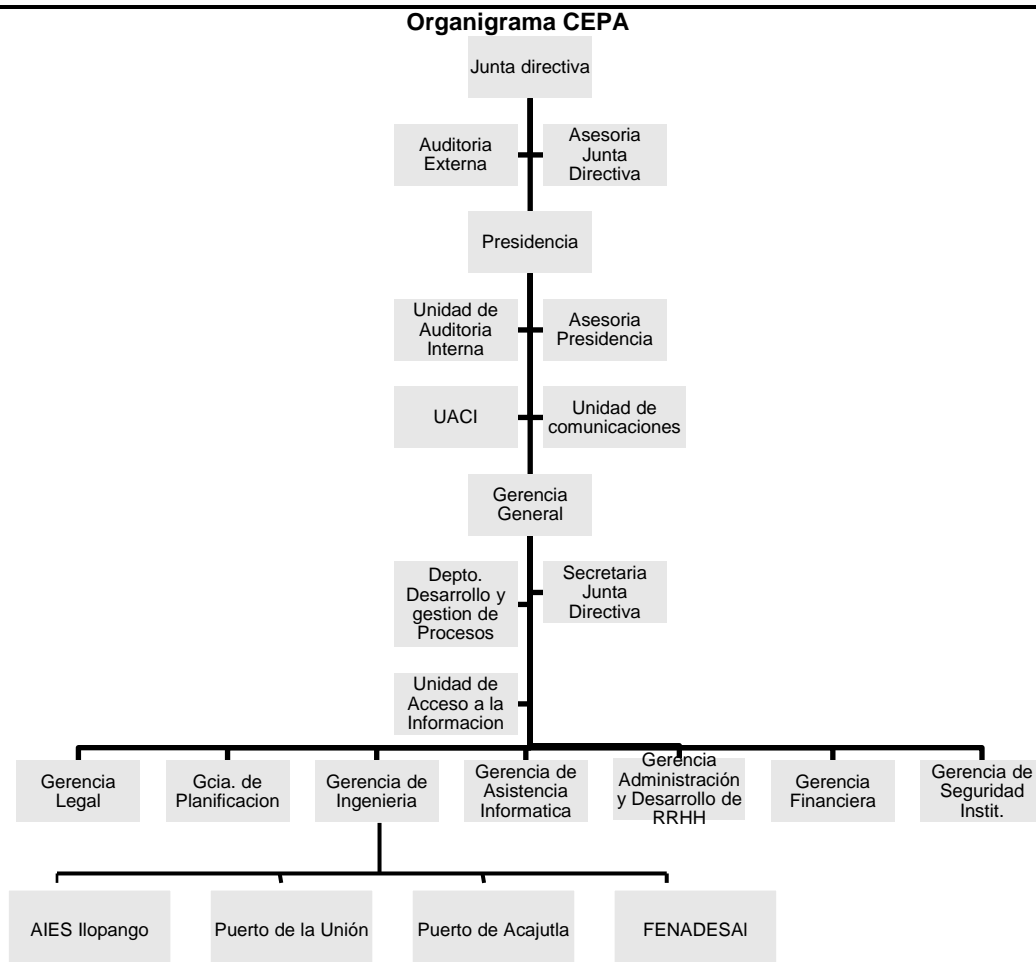 Organigrama CEPA
Junta directiva
Auditoria
Externa
Asesoria
Junta
Directiva
Presidencia
Unidad de
Auditoria
Interna
Asesoria
Presidencia
UACI
Unidad de
comunicaciones
Gerencia
General
Depto.
Desarrollo y
gestion de
Procesos
Secretaria
Junta
Directiva
Unidad de
Acceso a la
Informacion
Gerencia
Legal
Gcia. de
Planificacion
Gerencia de
Ingenieria
Gerencia de
Asistencia
Informatica
Gerencia
Administración
y Desarrollo de
RRHH
Gerencia
Financiera
Gerencia de
Seguridad
Instit.
AIES Ilopango
Puerto de la Unión
Puerto de Acajutla
FENADESAI